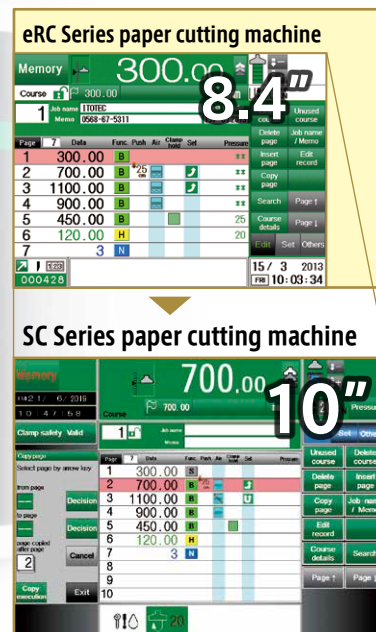 eRC Series paper cutting machine
Memory 300.00
Course 300.00
8.4"
1 Job name ITOTEC
Memo 0568-67-5311
Unused course
Delete page Job name / Memo
Insert page Edit record
Copy page
Search Page ↑
Course details Page ↓
Edit Set Others
Page 7 Data Func. Push Air Clamp hold Set Pressure
1 300.00 B
2 700.00 B 25
3 1100.00 B
4 900.00 B
5 450.00 B 25
6 120.00 H 20
7 3 N
123
000428
15/ 3 2013
FRI 10:03:34
SC Series paper cutting machine
Memory
700.00
10"
6/ 2019
10:47:58
Course 700.00
Clamp safety Valid
1 Job name
Memo
Set Othe
Copy page
Select page by arrow key
from page
Decision
to page
Decision
page copied after page
2 Cancel
Copy execution Exit
Page 7 Data Func. Push Air Clamp hold Set Pressure
1 300.00 S
2 700.00 B
3 1100.00 B
4 900.00 B
5 450.00 B
6 120.00 H
7 3 N
8
9
10
Unused course Delete course
Delete page Insert page
Copy page Job nam / Memo
Edit record
Course details Search
Page ↑ Page
20